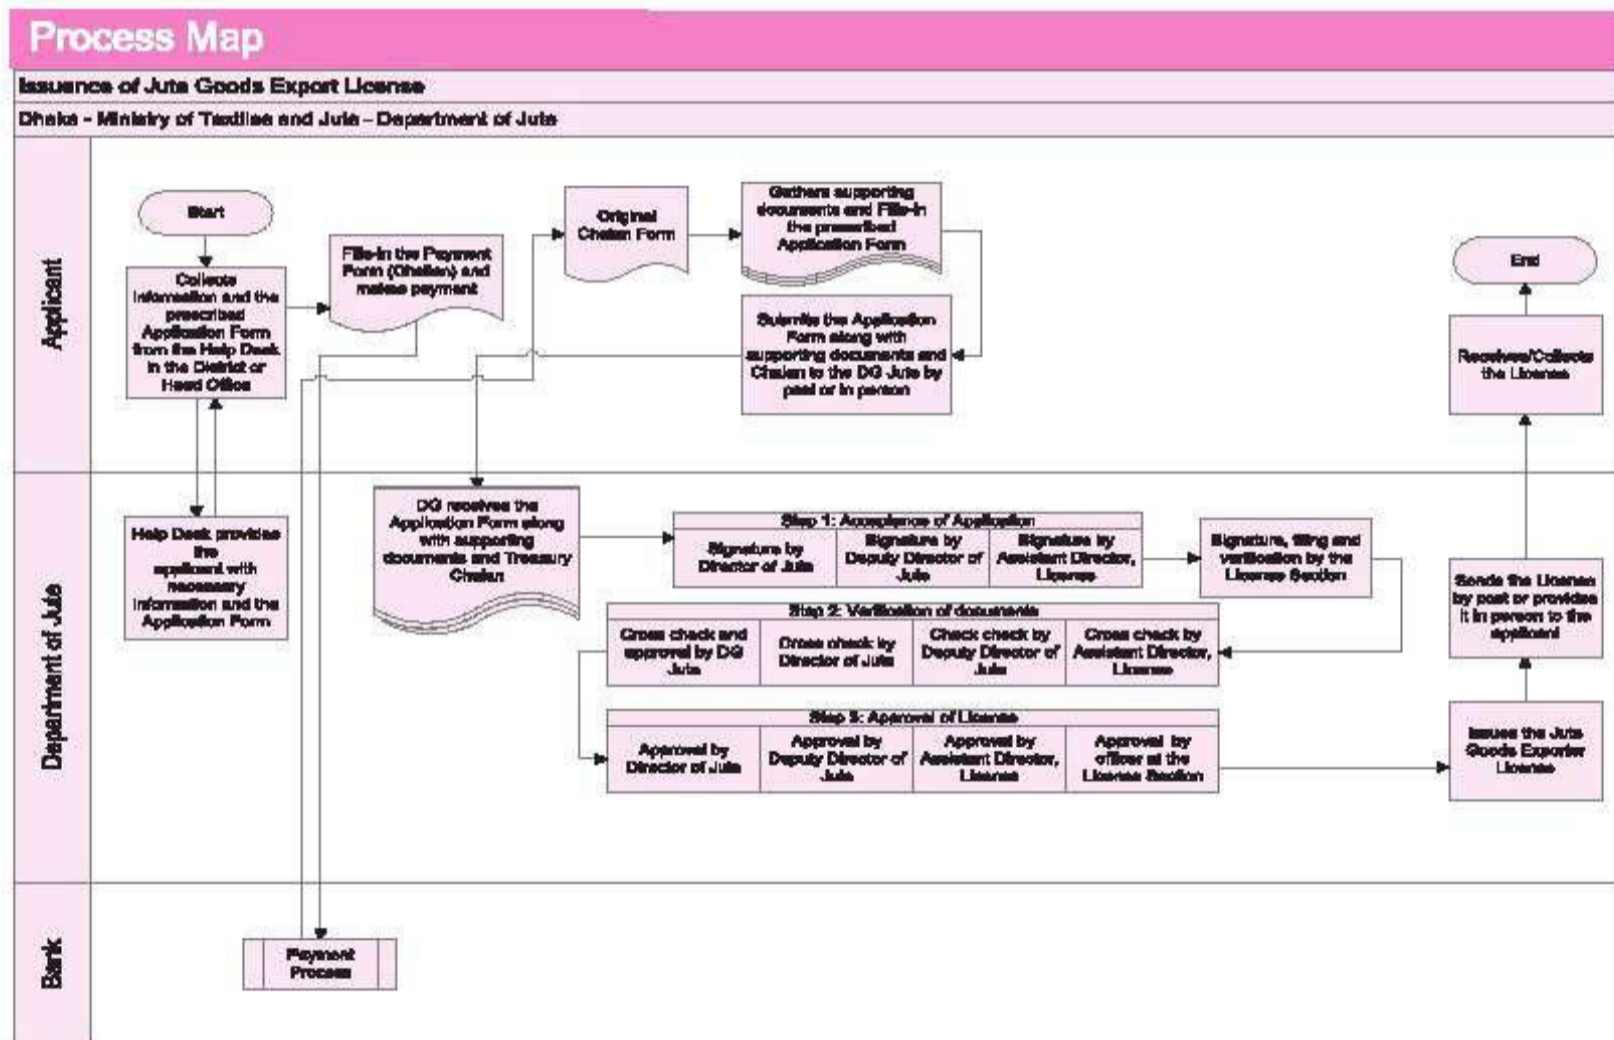 Process Map
Issuance of Jute Goods Export License
Dhaka - Ministry of Textiles and Jute - Department of Jute
Applicant
Start
Collects
information and the
prescribed
Application Form
from the Help Desk
in the District or
Head Office
Fills-in the Payment
Form (Challan) and
makes payment
Original
Chalan Form
Gathers supporting
documents and Fills-in
the prescribed
Application Form
Submits the Application
Form along with
supporting documents and
Chalan to the DG Jute by
post or in person
End
Receives/Collects
the License
Department of Jute
Help Desk provides
the
applicant with
necessary
information and the
Application Form
DG receives the
Application Form along
with supporting
documents and Treasury
Chalan
Step 1: Acceptance of Application
Signature by
Director of Jute
Signature by
Deputy Director of
Jute
Signature by
Assistant Director,
License
Signature, filing and
verification by the
License Section
Step 2: Verification of documents
Cross check and
approval by DG
Jute
Cross check by
Director of Jute
Check check by
Deputy Director of
Jute
Cross check by
Assistant Director,
License
Step 3: Approval of License
Approval by
Director of Jute
Approval by
Deputy Director of
Jute
Approval by
Assistant Director,
License
Approval by
officer at the
License Section
Sends the License
by post or provides
it in person to the
applicant
Issues the Jute
Goods Exporter
License
Bank
Payment
Process